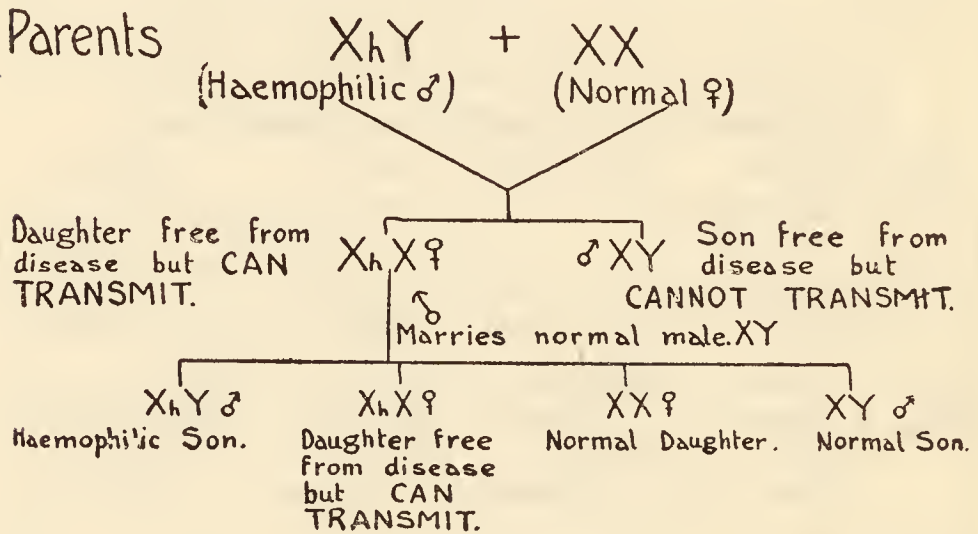 Parents XhY + XX
(Haemophilic ♂) (Normal ♀)
Daughter free from
disease but CAN
TRANSMIT.
XhX ♀
♂ XY
Son free from
disease but
CANNOT TRANSMIT.
♂
Marries normal male. XY
XhY ♂
Haemophilic Son.
XhX ♀
Daughter free
from disease
but CAN
TRANSMIT.
XX ♀
Normal Daughter.
XY ♂
Normal Son.